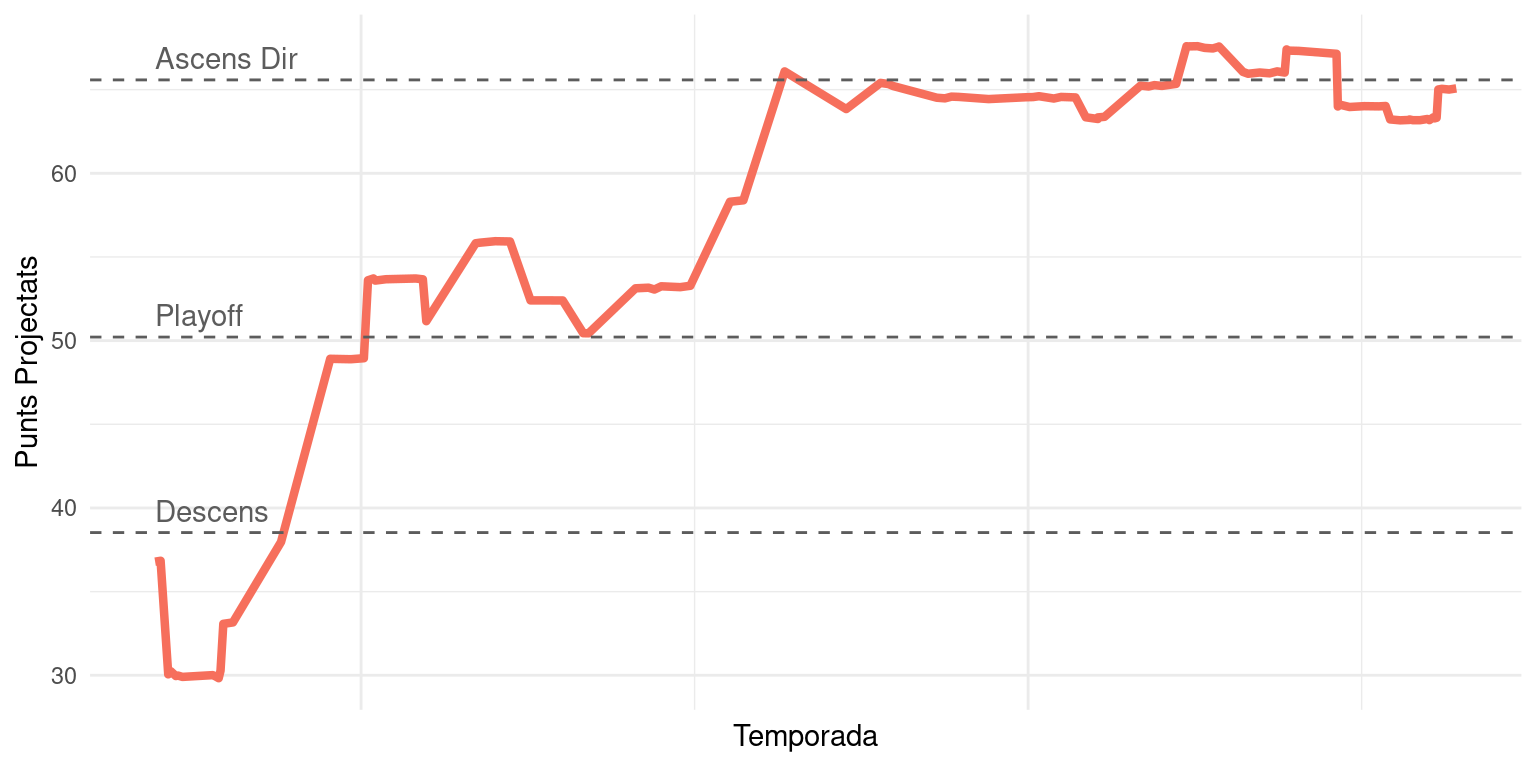 Ascens Dir
60
Playoff
50
Descens
40
30
Punts Projectats
Temporada